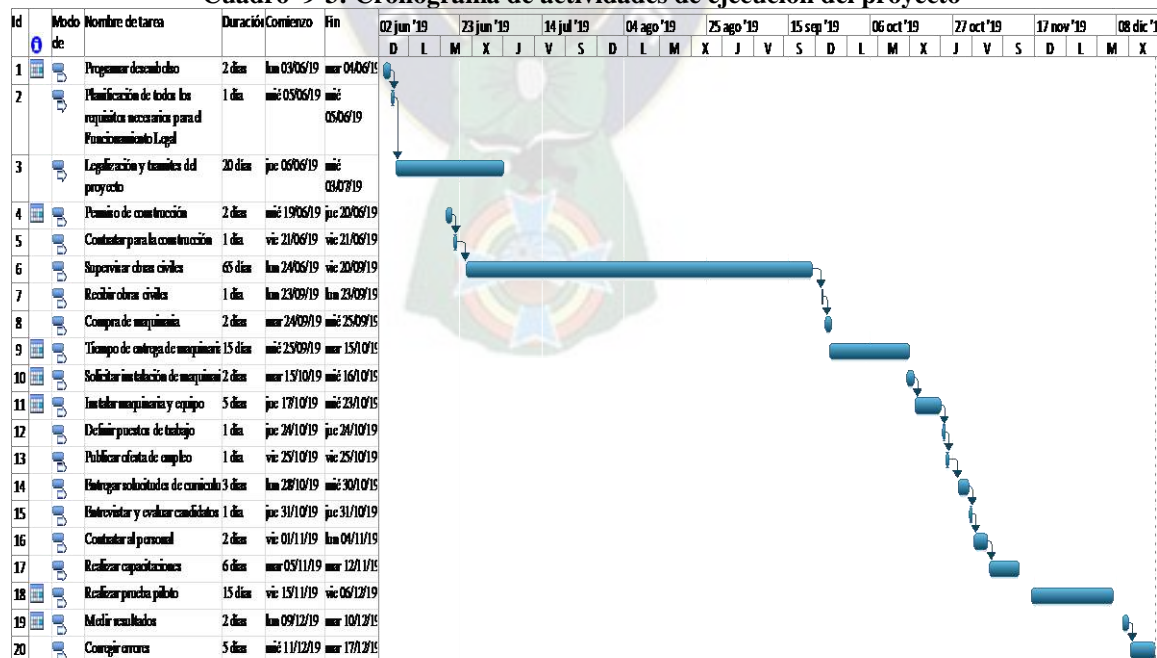 Cuadro 9-3: Cronograma de actividades de ejecución del proyecto
Id Modo de Nombre de tarea Duración Comienzo Fin 02 jun '19 23 jun '19 14 jul '19 04 ago '19 25 ago '19 15 sep '19 06 oct '19 27 oct '19 17 nov '19 08 dic '1
D L M X J V S D L M X J V S D L M X J V S D L M X
1 Programar desembolso 2 días lun 03/06/19 mar 04/06/19
2 Planificación de todos los requisitos necesarios para el Funcionamiento Legal 1 día mié 05/06/19 mié 05/06/19
3 Legalización y tramites del proyecto 20 días jue 06/06/19 mié 03/07/19
4 Permiso de construcción 2 días mié 19/06/19 jue 20/06/19
5 Contratar para la construcción 1 día vie 21/06/19 vie 21/06/19
6 Supervisar obras civiles 65 días lun 24/06/19 vie 20/09/19
7 Recibir obras civiles 1 día lun 23/09/19 lun 23/09/19
8 Compra de maquinaria 2 días mar 24/09/19 mié 25/09/19
9 Tiempo de entrega de maquinari 15 días mié 25/09/19 mar 15/10/19
10 Solicitar instalación de maquinari 2 días mar 15/10/19 mié 16/10/19
11 Instalar maquinaria y equipo 5 días jue 17/10/19 mié 23/10/19
12 Definir puestos de trabajo 1 día jue 24/10/19 jue 24/10/19
13 Publicar oferta de empleo 1 día vie 25/10/19 vie 25/10/19
14 Entregar solicitudes de curriculu 3 días lun 28/10/19 mié 30/10/19
15 Entrevistar y evaluar candidatos 1 día jue 31/10/19 jue 31/10/19
16 Contratar al personal 2 días vie 01/11/19 lun 04/11/19
17 Realizar capacitaciones 6 días mar 05/11/19 mar 12/11/19
18 Realizar prueba piloto 15 días vie 15/11/19 vie 06/12/19
19 Medir resultados 2 días lun 09/12/19 mar 10/12/19
20 Corregir errores 5 días mié 11/12/19 mar 17/12/19